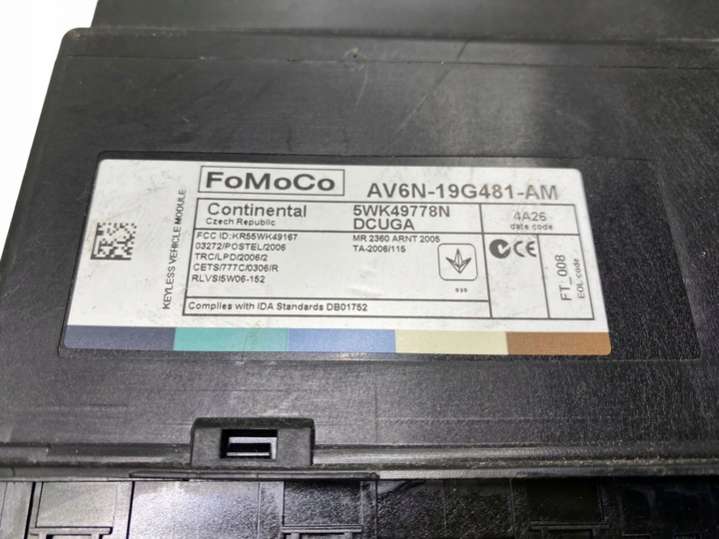 KEYLESS VEHICLE MODULE
FoMoCo
AV6N-19G481-AM
Continental
Czech Republic
5WK49778N
DCUGA
4A26
date code
FCC ID:KR55WK49167
03272/POSTEL/2006
TRC/LPD/2006/2
CETS/777C/0306/R
RLVSI5W06-152
MR 2360 ARNT 2005
TA-2006/115
CE
FT_008
EOL-code
Complies with IDA Standards DB01752